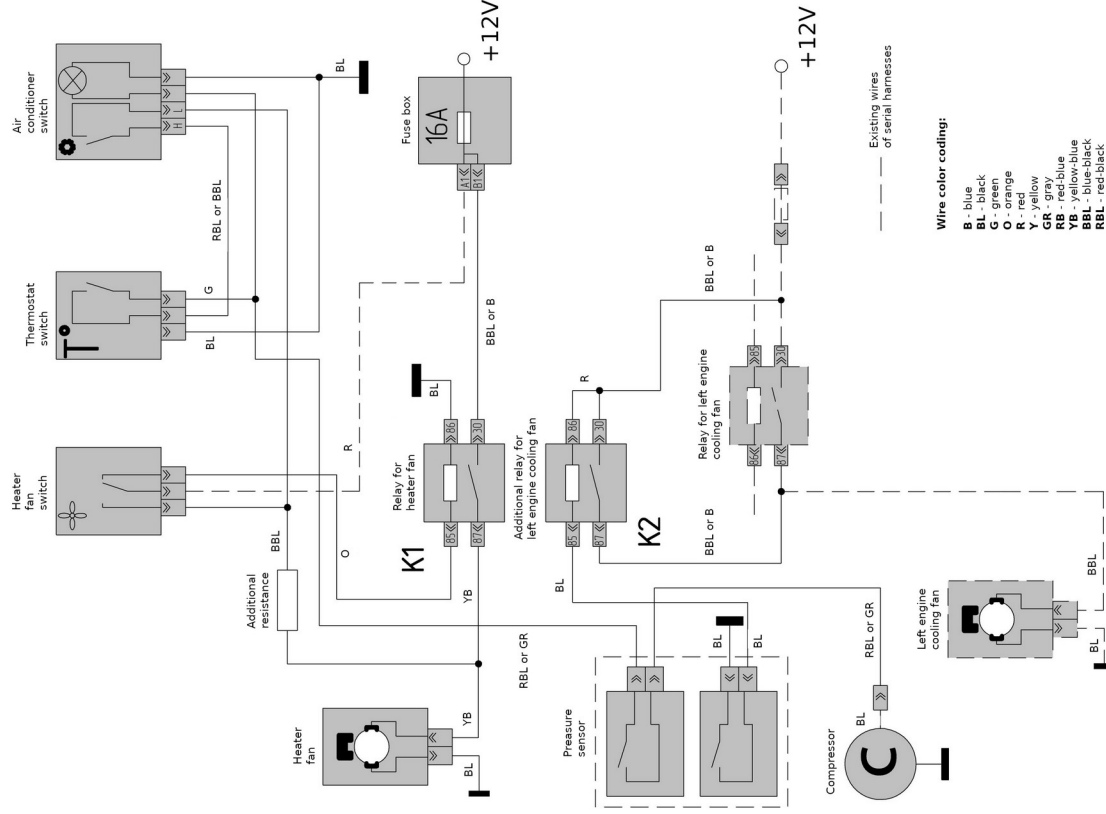 Air
conditioner
switch
H
L
BL
RBL or BBL
Thermostat
switch
T°
G
BL
Heater
fan
switch
R
BBL
O
Additional
resistance
Fuse box
16A
+12V
A1
B1
BBL or B
BL
Relay for
heater fan
86
30
85
87
K1
YB
RBL or GR
Heater
fan
YB
BL
Additional relay for
left engine cooling fan
86
30
85
87
K2
R
BL
BBL or B
BBL or B
Relay for left engine
cooling fan
85
30
86
87
+12V
Preasure
sensor
BL
BL
Compressor
C
BL
RBL or GR
Left engine
cooling fan
BL
BBL
Existing wires
of serial harnesses
Wire color coding:
B - blue
BL - black
G - green
O - orange
R - red
Y - yellow
GR - gray
RB - red-blue
YB - yellow-blue
BBL - blue-black
RBL - red-black